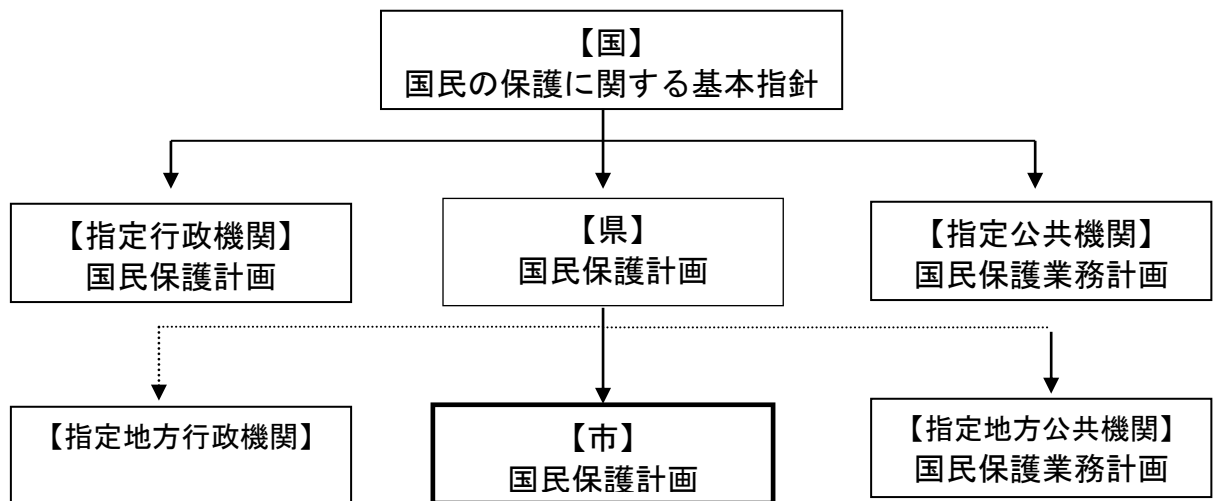 【国】
国民の保護に関する基本指針
【指定行政機関】
国民保護計画
【県】
国民保護計画
【指定公共機関】
国民保護業務計画
【指定地方行政機関】
【市】
国民保護計画
【指定地方公共機関】
国民保護業務計画